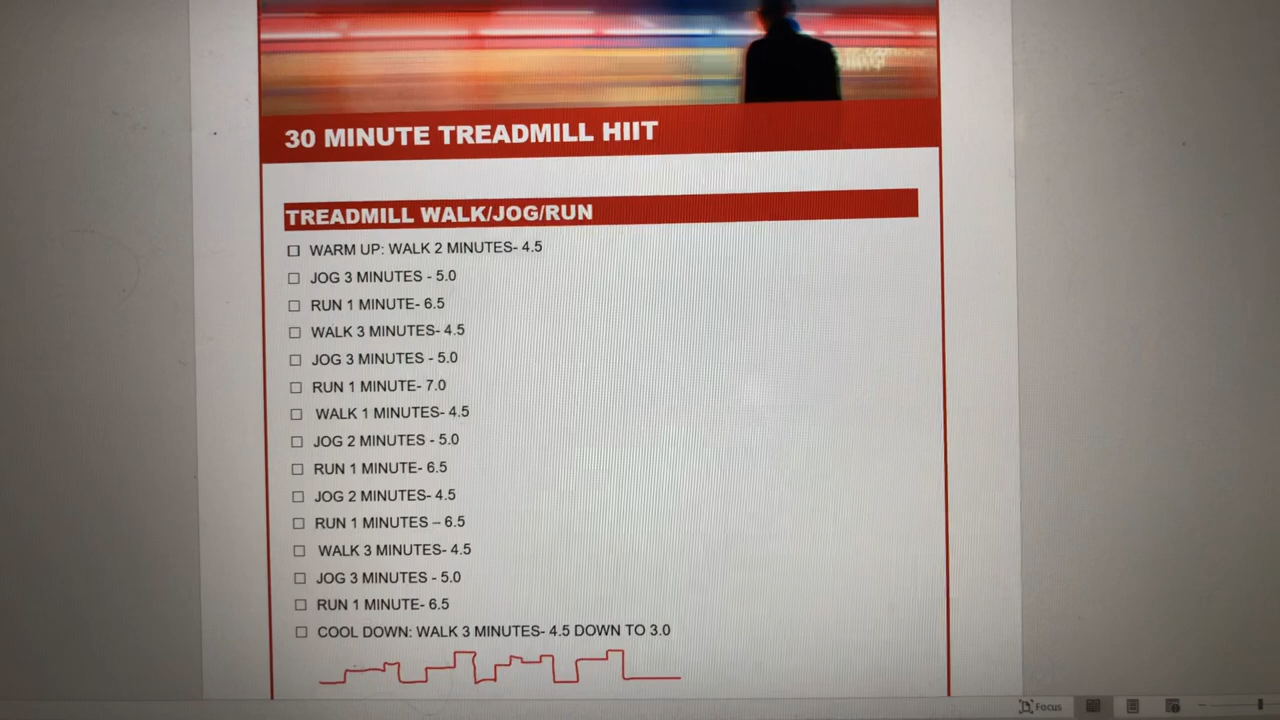 30 MINUTE TREADMILL HIIT
TREADMILL WALK/JOG/RUN
☐ WARM UP: WALK 2 MINUTES- 4.5
☐ JOG 3 MINUTES - 5.0
☐ RUN 1 MINUTE- 6.5
☐ WALK 3 MINUTES- 4.5
☐ JOG 3 MINUTES - 5.0
☐ RUN 1 MINUTE- 7.0
☐ WALK 1 MINUTES- 4.5
☐ JOG 2 MINUTES - 5.0
☐ RUN 1 MINUTE- 6.5
☐ JOG 2 MINUTES- 4.5
☐ RUN 1 MINUTES – 6.5
☐ WALK 3 MINUTES- 4.5
☐ JOG 3 MINUTES - 5.0
☐ RUN 1 MINUTE- 6.5
☐ COOL DOWN: WALK 3 MINUTES- 4.5 DOWN TO 3.0
Focus